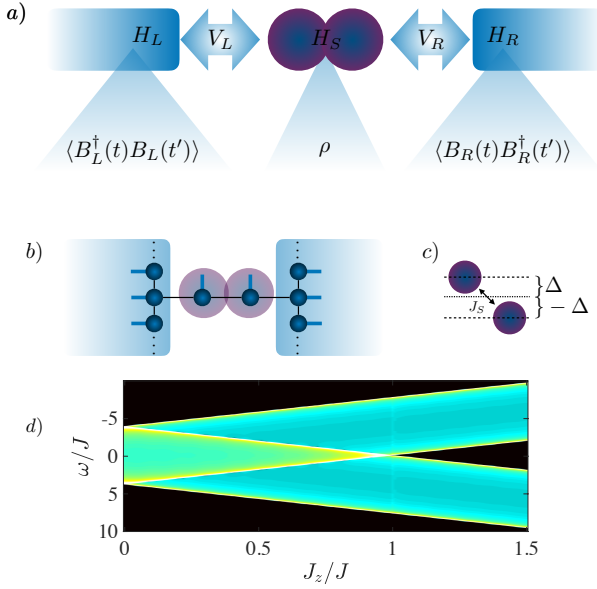 a)
H_L V_L H_S V_R H_R
⟨B_L^†(t)B_L(t′)⟩ ρ ⟨B_R(t)B_R^†(t′)⟩
b) c)
Δ
J_S
−Δ
d)
-5
0
5
10
ω/J
0 0.5 1 1.5
J_z/J